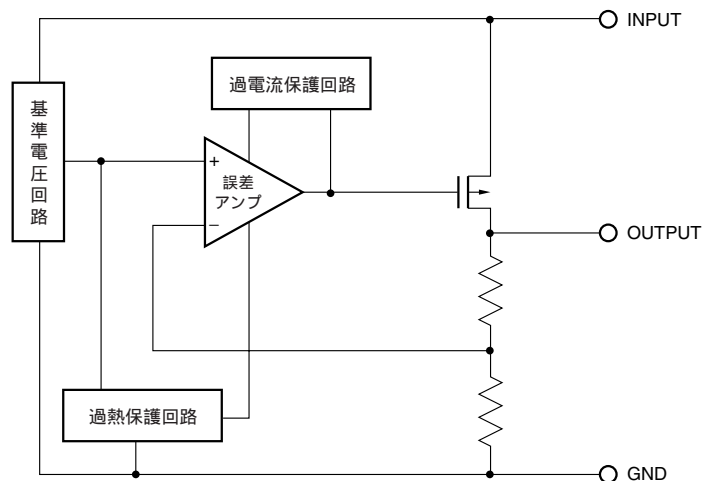 INPUT
過電流保護回路
基準電圧回路
+
誤差
アンプ
−
OUTPUT
過熱保護回路
GND